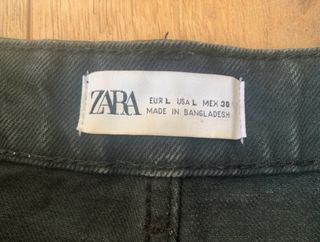 ZARA
EUR L USA L MEX 30
MADE IN BANGLADESH